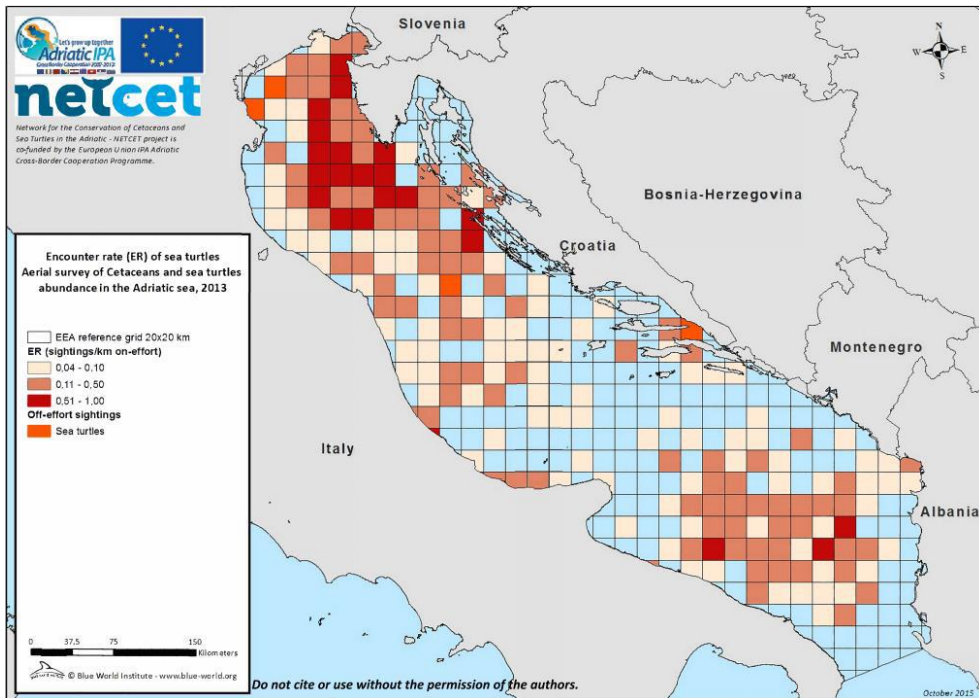 Let's grow up together
Adriatic IPA
Cross Border Cooperation 2007-2013
netcet
Network for the Conservation of Cetaceans and
Sea Turtles in the Adriatic - NETCET project is
co-funded by the European Union IPA Adriatic
Cross-Border Cooperation Programme.
Slovenia
N
W
E
S
Bosnia-Herzegovina
Croatia
Montenegro
Italy
Albania
Encounter rate (ER) of sea turtles
Aerial survey of Cetaceans and sea turtles
abundance in the Adriatic sea, 2013
EEA reference grid 20x20 km
ER (sightings/km on-effort)
0,04 - 0,10
0,11 - 0,50
0,51 - 1,00
Off-effort sightings
Sea turtles
0 37,5 75 150
Kilometers
© Blue World Institute - www.blue-world.org
Do not cite or use without the permission of the authors.
October 2015